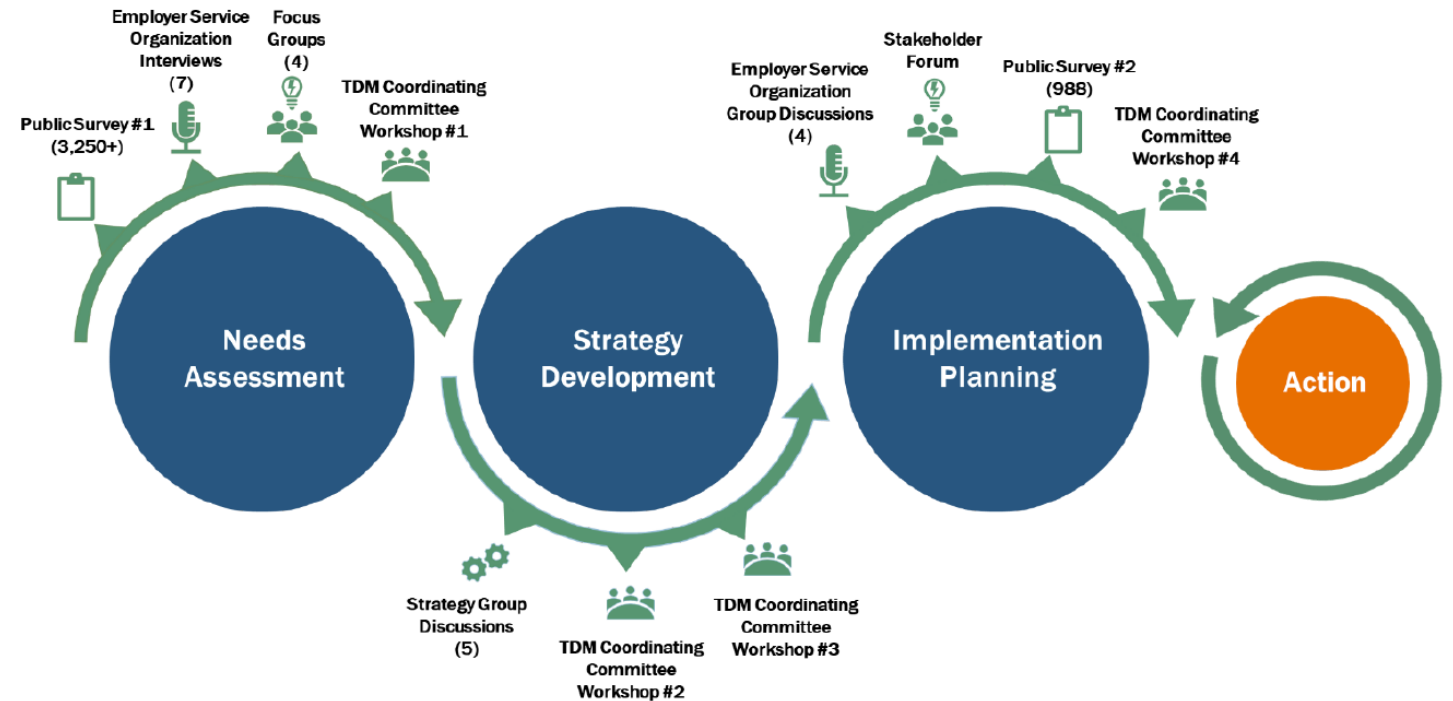 Public Survey #1
(3,250+)
Employer Service
Organization
Interviews
(7)
Focus
Groups
(4)
TDM Coordinating
Committee
Workshop #1
Needs
Assessment
Strategy Group
Discussions
(5)
TDM Coordinating
Committee
Workshop #2
TDM Coordinating
Committee
Workshop #3
Strategy
Development
Employer Service
Organization
Group Discussions
(4)
Stakeholder
Forum
Public Survey #2
(988)
TDM Coordinating
Committee
Workshop #4
Implementation
Planning
Action